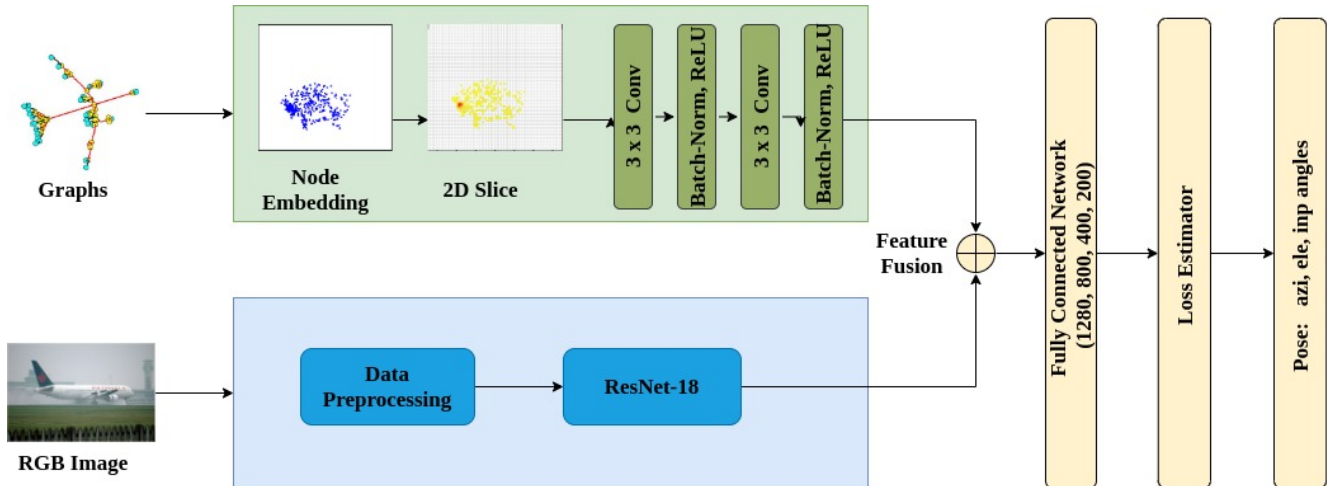 Graphs
Node
Embedding
2D Slice
3 x 3 Conv
Batch-Norm, ReLU
3 x 3 Conv
Batch-Norm, ReLU
Feature
Fusion
RGB Image
Data
Preprocessing
ResNet-18
Fully Connected Network
(1280, 800, 400, 200)
Loss Estimator
Pose: azi, ele, inp angles